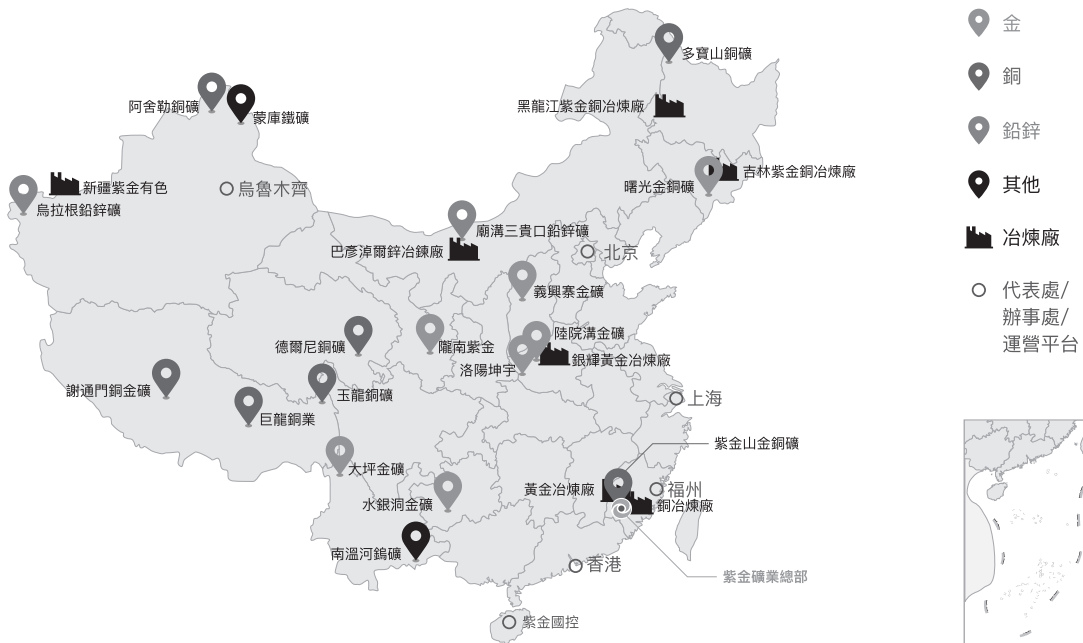 金
多寶山銅礦
銅
阿舍勒銅礦
蒙庫鐵礦
黑龍江紫金銅冶煉廠
鉛鋅
吉林紫金銅冶煉廠
曙光金銅礦
新疆紫金有色
烏魯木齊
其他
烏拉根鉛鋅礦
廟溝三貴口鉛鋅礦
冶煉廠
巴彥淖爾鋅冶鍊廠
北京
義興寨金礦
代表處/
辦事處/
運營平台
陸院溝金礦
德爾尼銅礦
隴南紫金
銀輝黃金冶煉廠
洛陽坤宇
謝通門銅金礦
玉龍銅礦
上海
巨龍銅業
紫金山金銅礦
大坪金礦
黃金冶煉廠
福州
水銀洞金礦
銅冶煉廠
南溫河鎢礦
香港
紫金礦業總部
紫金國控